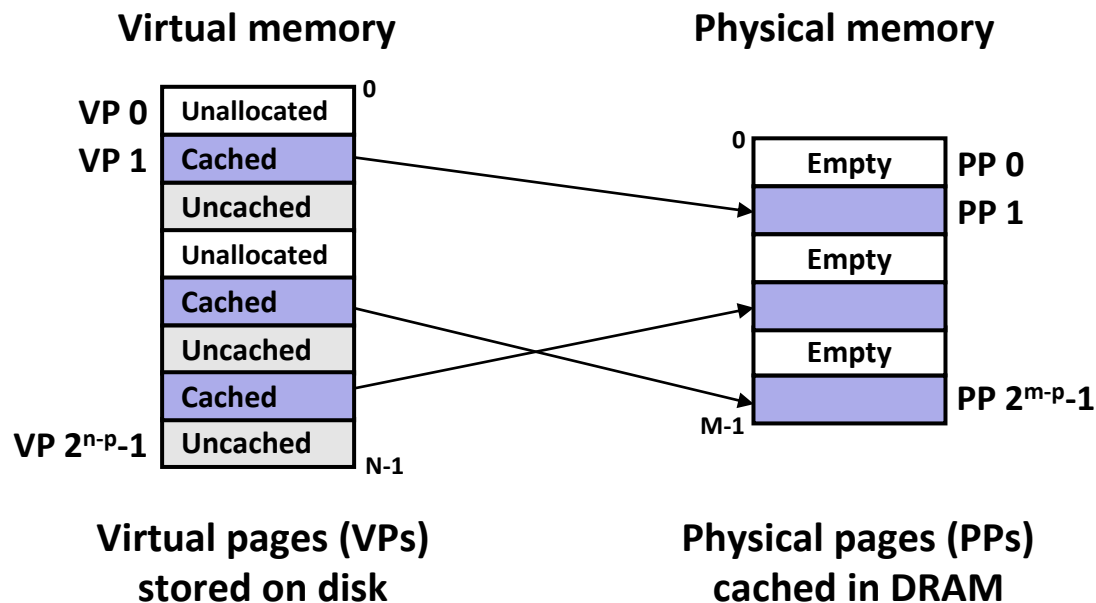 Virtual memory
Physical memory
0
VP 0
Unallocated
VP 1
Cached
Uncached
Unallocated
Cached
Uncached
Cached
VP 2ⁿ⁻ᵖ-1
Uncached
N-1
0
Empty
PP 0
PP 1
Empty
Empty
PP 2ᵐ⁻ᵖ-1
M-1
Virtual pages (VPs)
stored on disk
Physical pages (PPs)
cached in DRAM